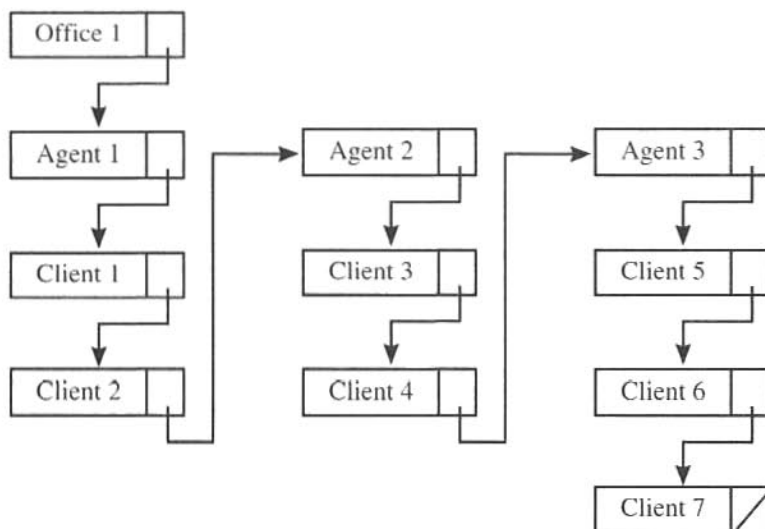 Office 1
Agent 1
Agent 2
Agent 3
Client 1
Client 3
Client 5
Client 2
Client 4
Client 6
Client 7